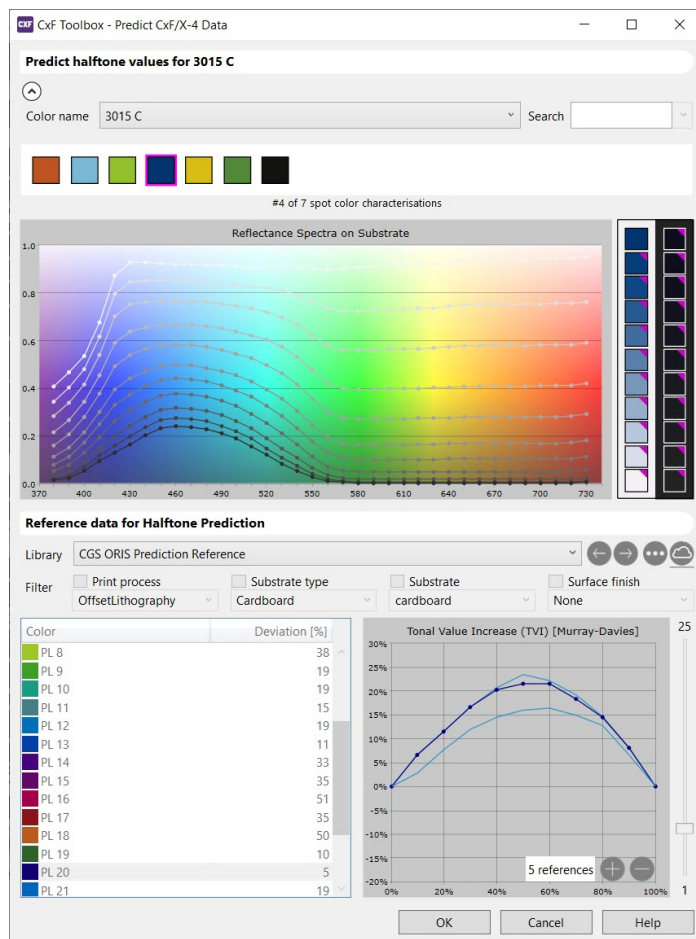 CXF CxF Toolbox - Predict CxF/X-4 Data
Predict halftone values for 3015 C
Color name 3015 C Search
#4 of 7 spot color characterisations
Reflectance Spectra on Substrate
1.0
0.8
0.6
0.4
0.2
0.0
370 400 430 460 490 520 550 580 610 640 670 700 730
Reference data for Halftone Prediction
Library CGS ORIS Prediction Reference
Filter Print process Substrate type Substrate Surface finish
OffsetLithography Cardboard cardboard None
Color Deviation [%]
PL 8 38
PL 9 19
PL 10 19
PL 11 15
PL 12 19
PL 13 11
PL 14 33
PL 15 35
PL 16 51
PL 17 35
PL 18 50
PL 19 10
PL 20 5
PL 21 19
Tonal Value Increase (TVI) [Murray-Davies]
30%
25%
20%
15%
10%
5%
0%
-5%
-10%
-15%
-20%
0% 20% 40% 60% 80% 100%
5 references
25
1
OK Cancel Help